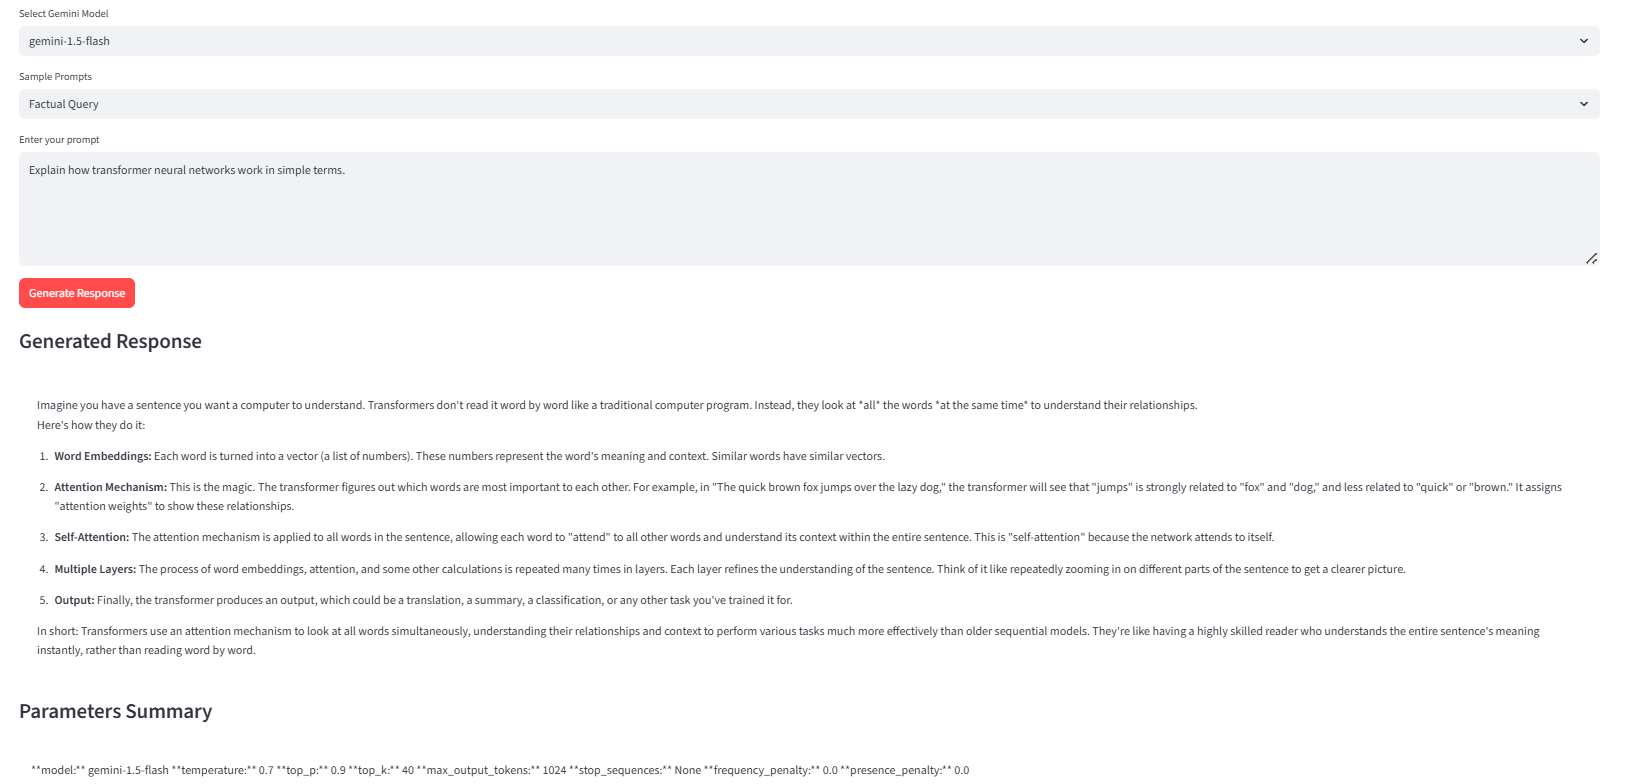 Select Gemini Model
gemini-1.5-flash
Sample Prompts
Factual Query
Enter your prompt
Explain how transformer neural networks work in simple terms.
Generate Response
Generated Response
Imagine you have a sentence you want a computer to understand. Transformers don't read it word by word like a traditional computer program. Instead, they look at *all* the words *at the same time* to understand their relationships.
Here's how they do it:
1. Word Embeddings: Each word is turned into a vector (a list of numbers). These numbers represent the word's meaning and context. Similar words have similar vectors.
2. Attention Mechanism: This is the magic. The transformer figures out which words are most important to each other. For example, in "The quick brown fox jumps over the lazy dog," the transformer will see that "jumps" is strongly related to "fox" and "dog," and less related to "quick" or "brown." It assigns
"attention weights" to show these relationships.
3. Self-Attention: The attention mechanism is applied to all words in the sentence, allowing each word to "attend" to all other words and understand its context within the entire sentence. This is "self-attention" because the network attends to itself.
4. Multiple Layers: The process of word embeddings, attention, and some other calculations is repeated many times in layers. Each layer refines the understanding of the sentence. Think of it like repeatedly zooming in on different parts of the sentence to get a clearer picture.
5. Output: Finally, the transformer produces an output, which could be a translation, a summary, a classification, or any other task you've trained it for.
In short: Transformers use an attention mechanism to look at all words simultaneously, understanding their relationships and context to perform various tasks much more effectively than older sequential models. They're like having a highly skilled reader who understands the entire sentence's meaning
instantly, rather than reading word by word.
Parameters Summary
**model:** gemini-1.5-flash **temperature:** 0.7 **top_p:** 0.9 **top_k:** 40 **max_output_tokens:** 1024 **stop_sequences:** None **frequency_penalty:** 0.0 **presence_penalty:** 0.0